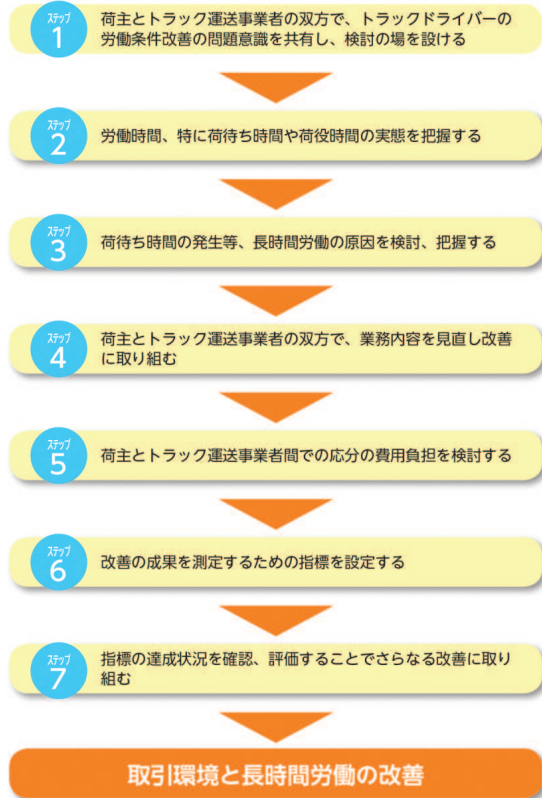 ステップ
1
荷主とトラック運送事業者の双方で、トラックドライバーの
労働条件改善の問題意識を共有し、検討の場を設ける
ステップ
2
労働時間、特に荷待ち時間や荷役時間の実態を把握する
ステップ
3
荷待ち時間の発生等、長時間労働の原因を検討、把握する
ステップ
4
荷主とトラック運送事業者の双方で、業務内容を見直し改善
に取り組む
ステップ
5
荷主とトラック運送事業者間での応分の費用負担を検討する
ステップ
6
改善の成果を測定するための指標を設定する
ステップ
7
指標の達成状況を確認、評価することでさらなる改善に取り
組む
取引環境と長時間労働の改善